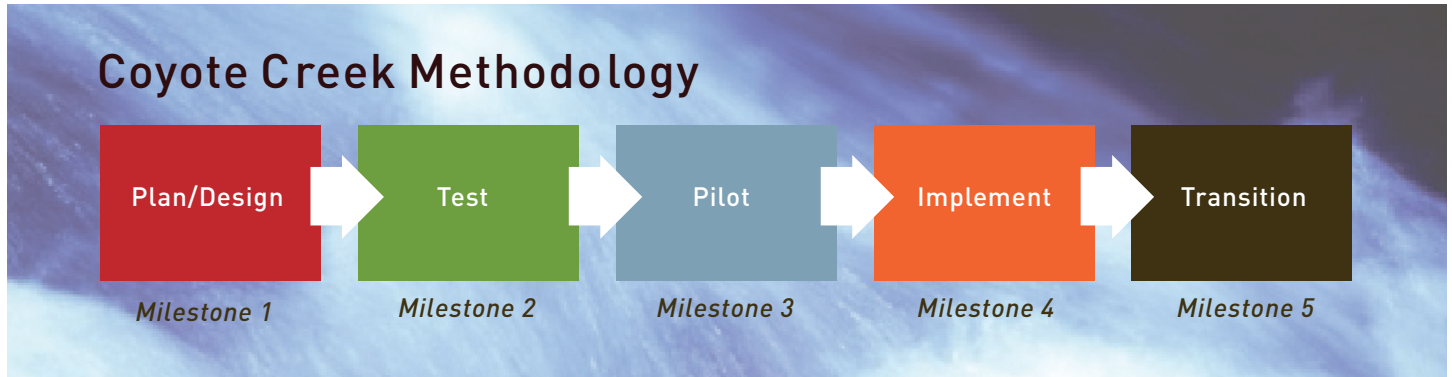 Coyote Creek Methodology
Plan/Design
Test
Pilot
Implement
Transition
Milestone 1
Milestone 2
Milestone 3
Milestone 4
Milestone 5